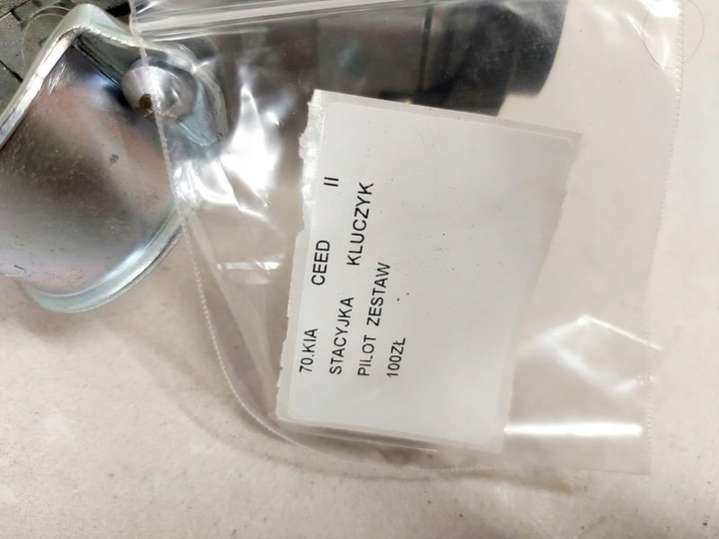 70.KIA CEED II
STACYJKA KLUCZYK
PILOT ZESTAW
100ZŁ